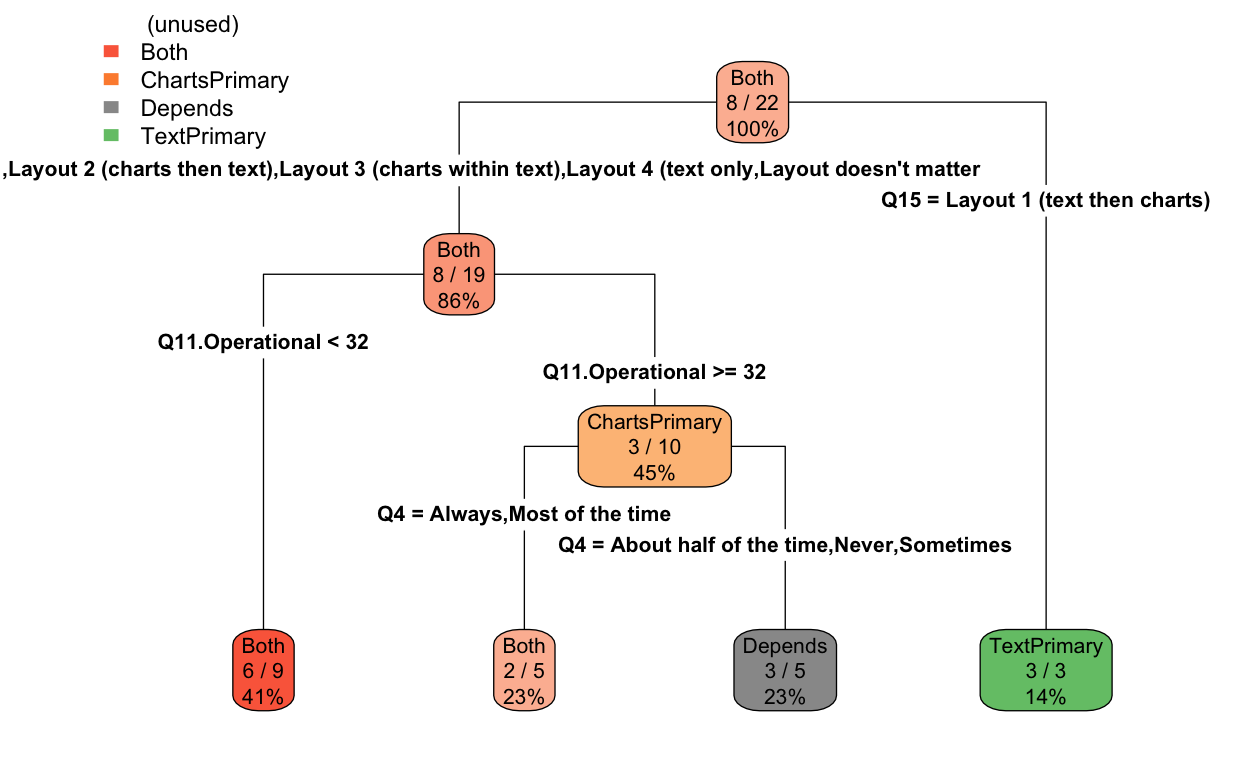 (unused)
Both
ChartsPrimary
Depends
TextPrimary
Both
8 / 22
100%
,Layout 2 (charts then text),Layout 3 (charts within text),Layout 4 (text only,Layout doesn't matter
Q15 = Layout 1 (text then charts)
Both
8 / 19
86%
Q11.Operational < 32
Q11.Operational >= 32
ChartsPrimary
3 / 10
45%
Q4 = Always,Most of the time
Q4 = About half of the time,Never,Sometimes
Both
6 / 9
41%
Both
2 / 5
23%
Depends
3 / 5
23%
TextPrimary
3 / 3
14%